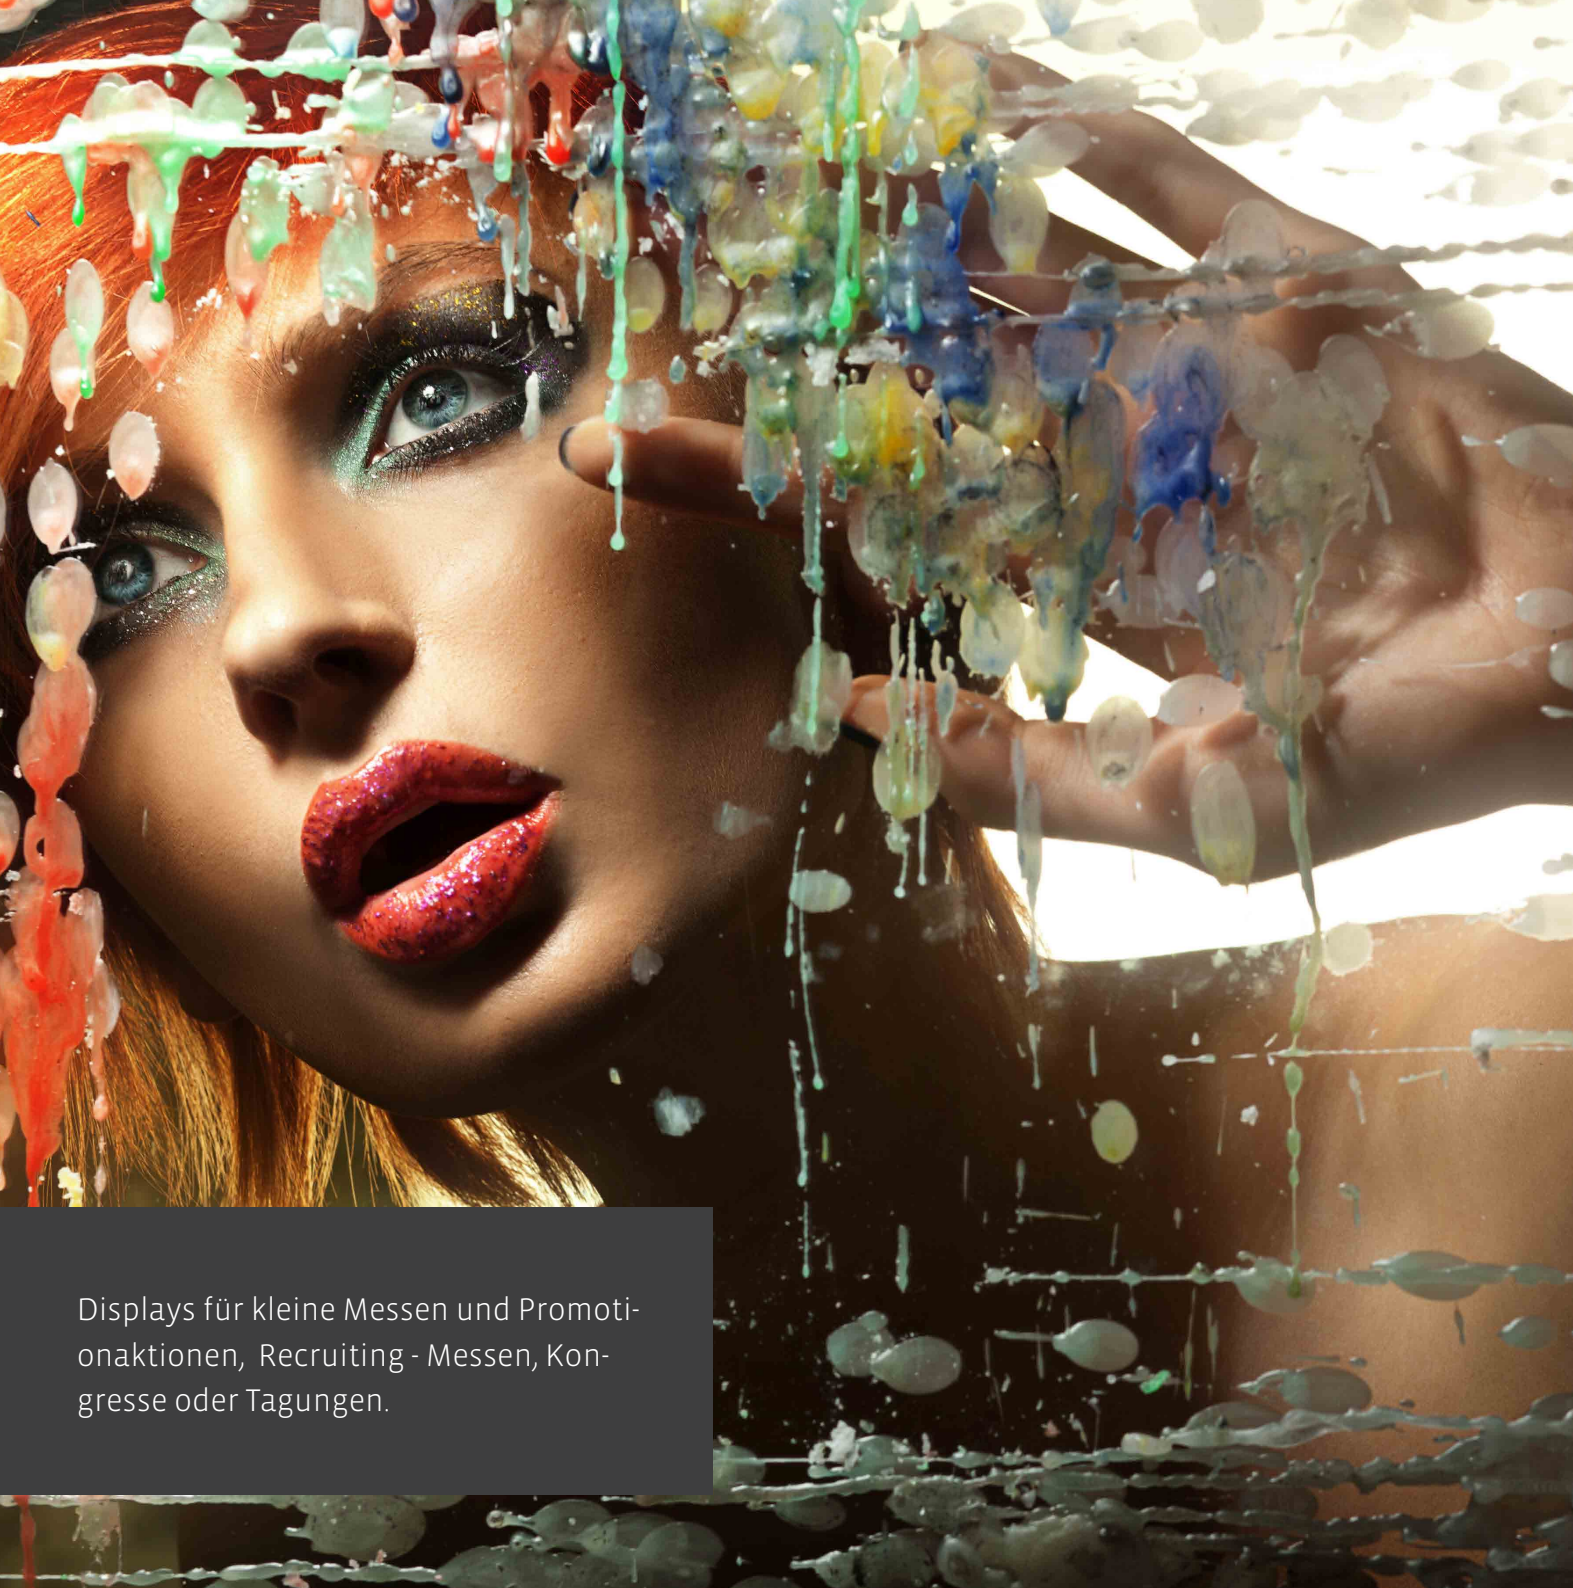 Displays für kleine Messen und Promoti-
onaktionen,  Recruiting - Messen, Kon-
gresse oder Tagungen.